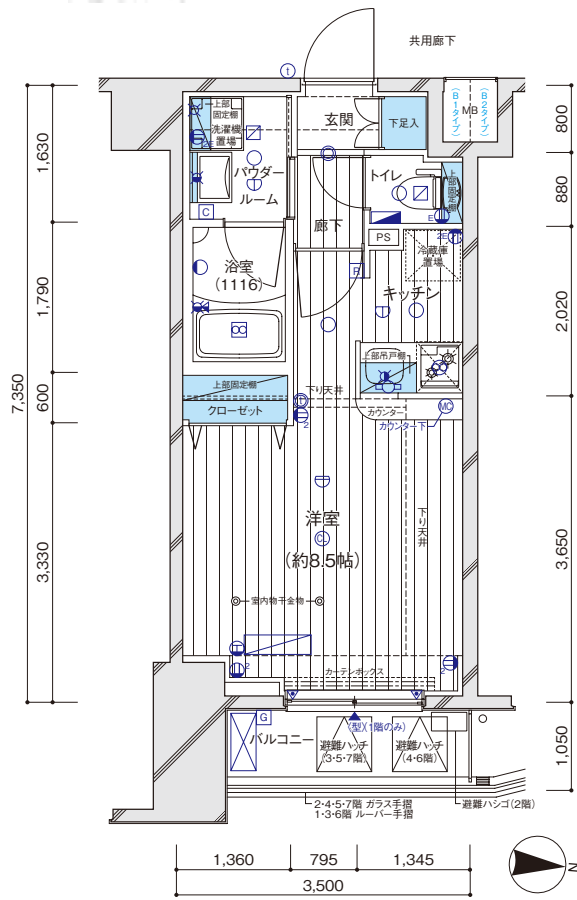 共用廊下
t
上部
固定棚
洗濯機
置場
2E
玄関
下足入
MB
(B1タイプ)
(B2タイプ)
パウダー
ルーム
トイレ
上部固定棚
E
C
廊下
PS
2E
冷蔵庫
置場
浴室
(1116)
R
キッチン
上部固定棚
クローゼット
下り天井
上部吊戸棚
カウンター
MC
カウンター下
t
2
洋室
CL
(約8.5帖)
下り天井
室内物干金物
2
2
カーテンボックス
G
バルコニー
(型)(1階のみ)
避難ハッチ
(3・5・7階)
避難ハッチ
(4・6階)
2・4・5・7階 ガラス手摺
1・3・6階 ルーバー手摺
避難ハシゴ(2階)
7,350
1,630
1,790
600
3,330
800
880
2,020
3,650
1,050
1,360
795
1,345
3,500
N